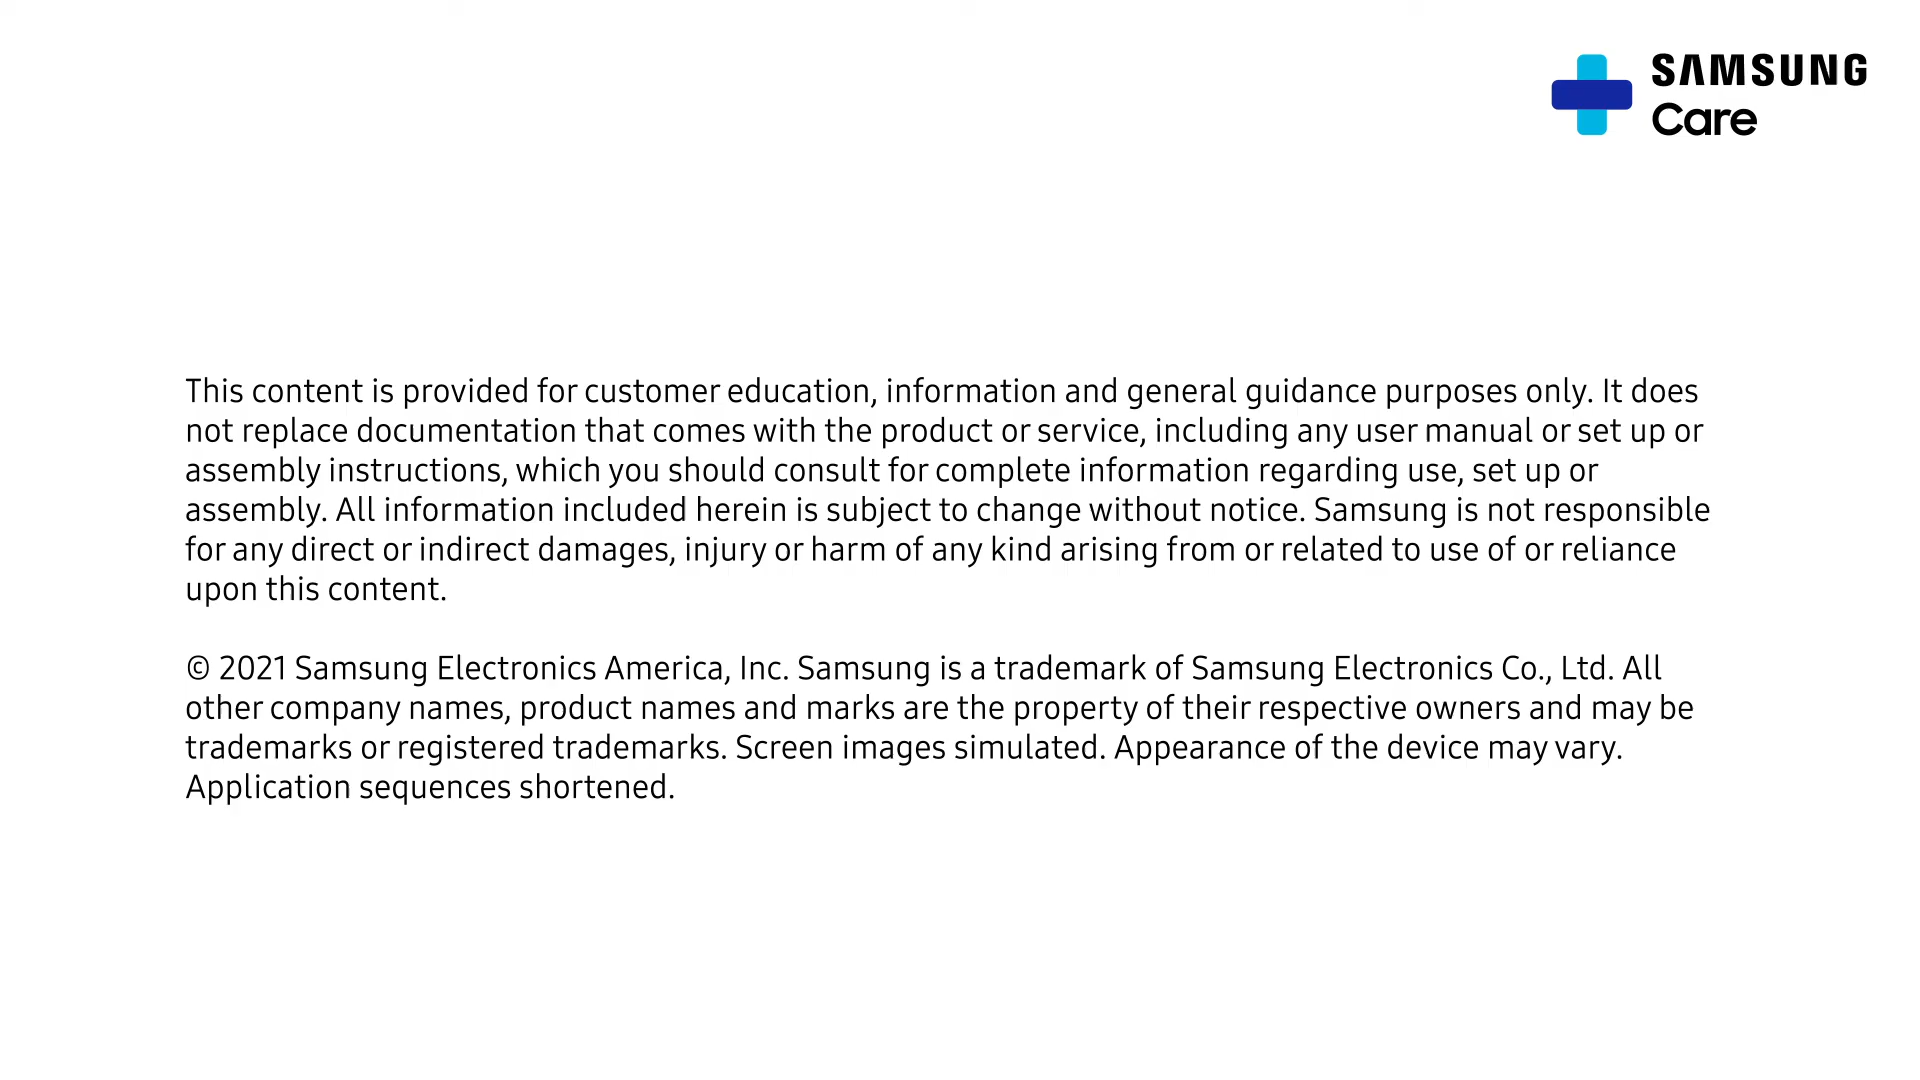 SAMSUNG
Care
This content is provided for customer education, information and general guidance purposes only. It does
not replace documentation that comes with the product or service, including any user manual or set up or
assembly instructions, which you should consult for complete information regarding use, set up or
assembly. All information included herein is subject to change without notice. Samsung is not responsible
for any direct or indirect damages, injury or harm of any kind arising from or related to use of or reliance
upon this content.
© 2021 Samsung Electronics America, Inc. Samsung is a trademark of Samsung Electronics Co., Ltd. All
other company names, product names and marks are the property of their respective owners and may be
trademarks or registered trademarks. Screen images simulated. Appearance of the device may vary.
Application sequences shortened.